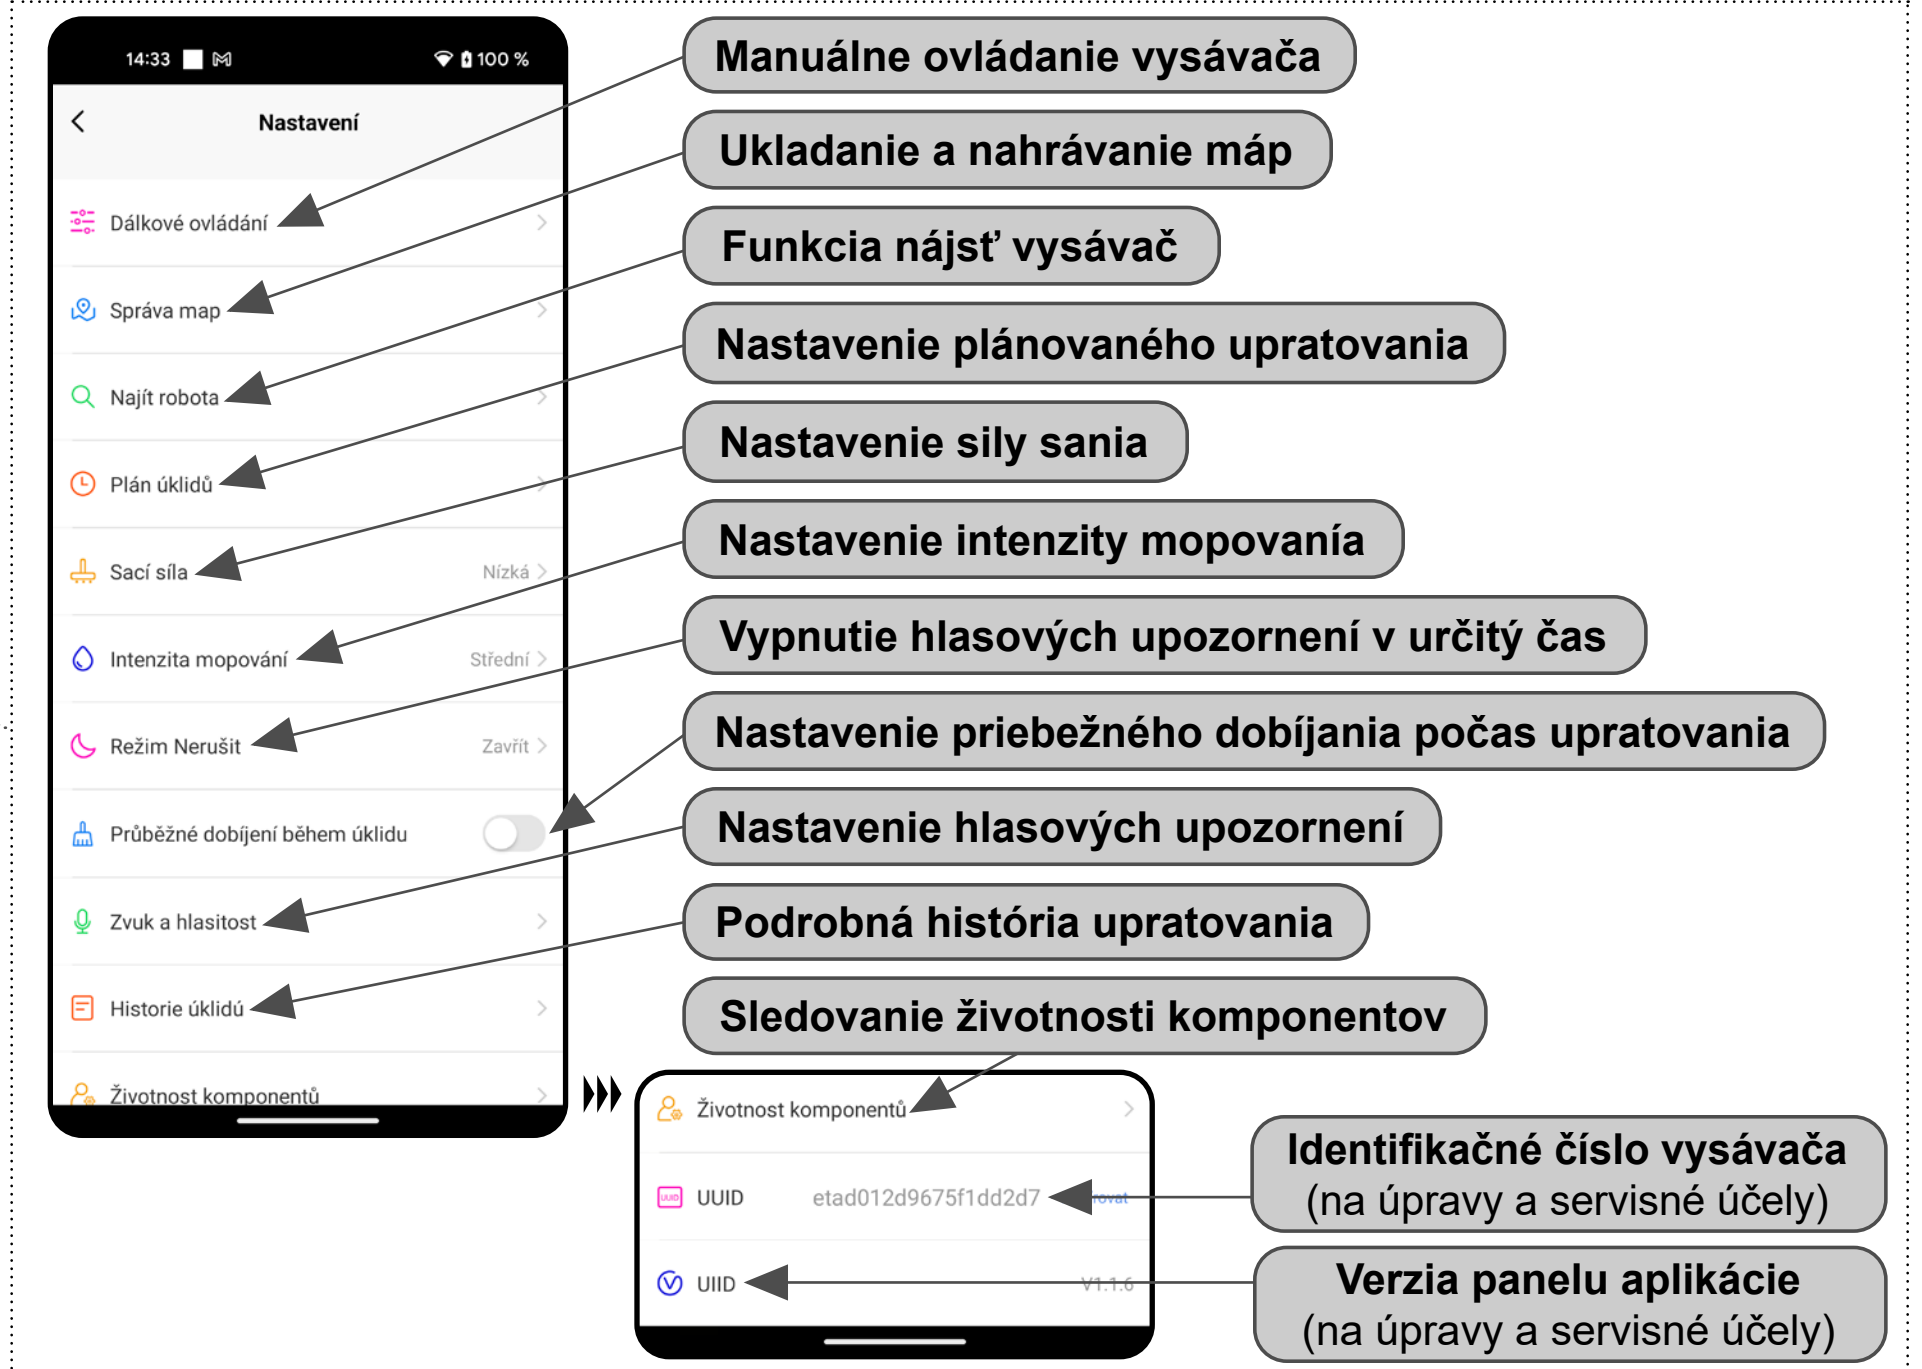 14:33 100 %
Nastavení
Dálkové ovládání
Správa map
Najít robota
Plán úklidů
Sací síla Nízká
Intenzita mopování Střední
Režim Nerušit Zavřít
Průběžné dobíjení během úklidu
Zvuk a hlasitost
Historie úklidů
Životnost komponentů
Manuálne ovládanie vysávača
Ukladanie a nahrávanie máp
Funkcia nájsť vysávač
Nastavenie plánovaného upratovania
Nastavenie sily sania
Nastavenie intenzity mopovanía
Vypnutie hlasových upozornení v určitý čas
Nastavenie priebežného dobíjania počas upratovania
Nastavenie hlasových upozornení
Podrobná história upratovania
Sledovanie životnosti komponentov
Životnost komponentů
UUID etad012d9675f1dd2d7
UIID V1.1.6
Identifikačné číslo vysávača
(na úpravy a servisné účely)
Verzia panelu aplikácie
(na úpravy a servisné účely)